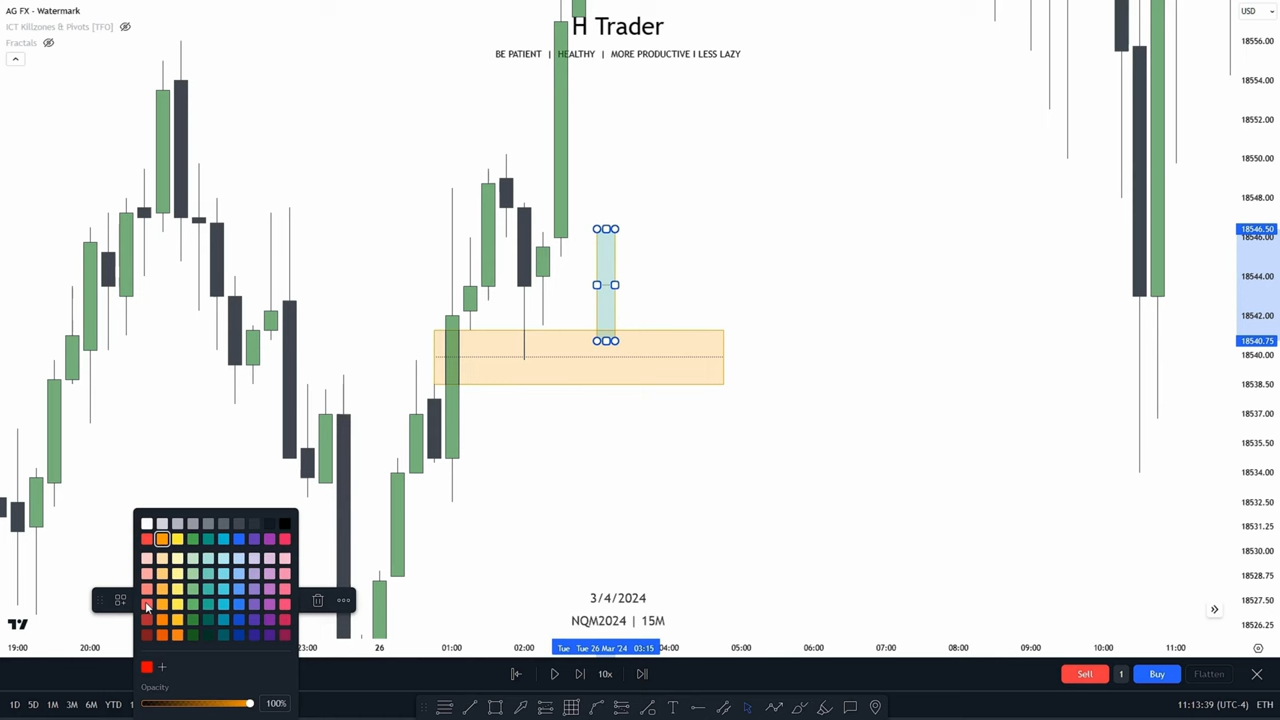 AG FX - Watermark
ICT Killzones & Pivots [TFO]
Fractals
H Trader
BE PATIENT | HEALTHY | MORE PRODUCTIVE I LESS LAZY
USD
18556.00
18554.00
18552.00
18550.00
18548.00
18546.50
18546.00
18544.00
18542.00
18540.75
18540.00
18538.50
18537.00
18535.50
18534.00
18532.50
18531.25
18530.00
18528.75
18527.50
18526.25
3/4/2024
NQM2024 | 15M
19:00
20:00
23:00
01:00
02:00
Tue
Tue 26 Mar '24
03:15
04:00
05:00
06:00
07:00
08:00
09:00
10:00
11:00
Opacity
100%
10x
Sell
1
Buy
Flatten
1D
5D
1M
3M
6M
YTD
11:13:39 (UTC-4)
ETH